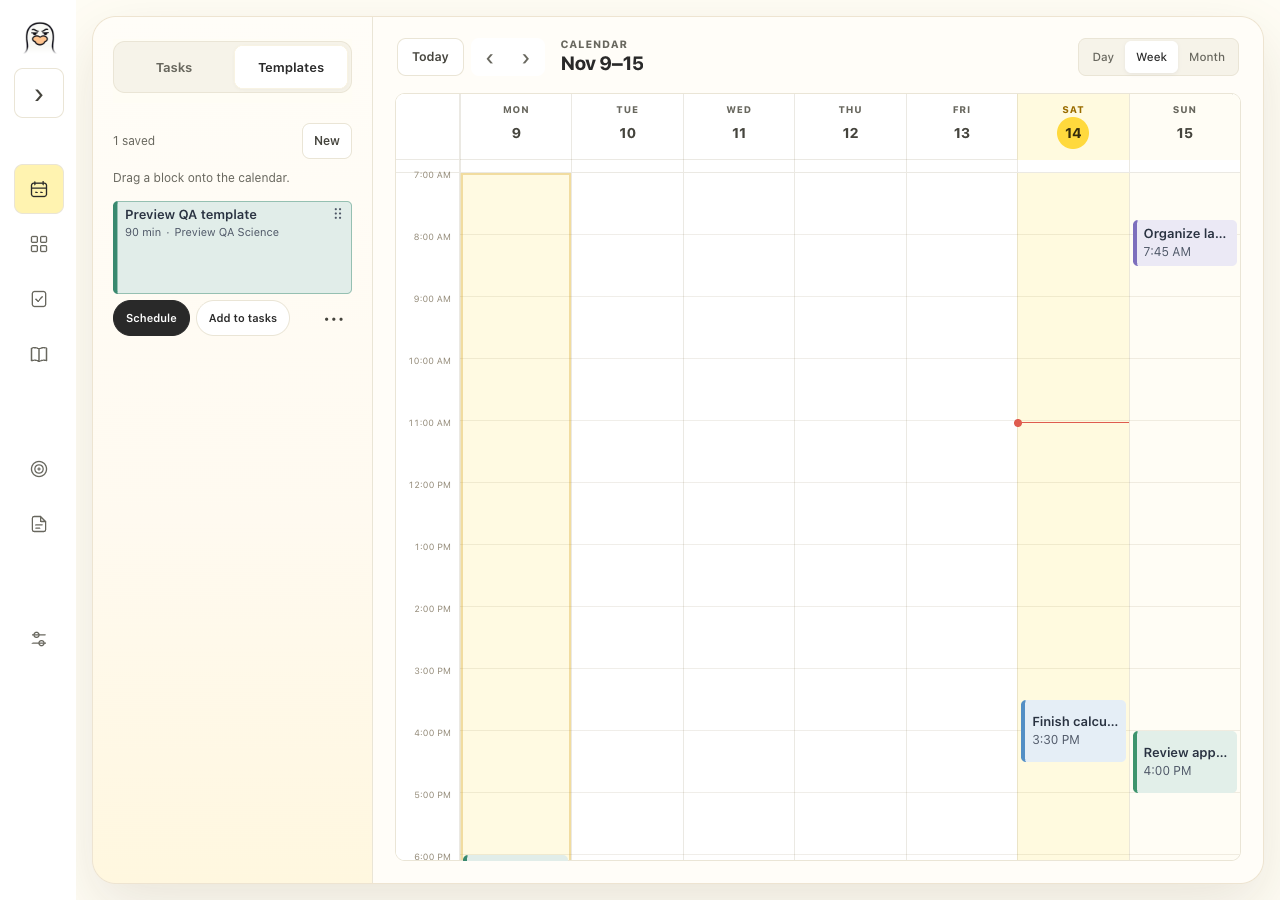 Tasks
Templates
1 saved
New
Drag a block onto the calendar.
Preview QA template
90 min · Preview QA Science
Schedule
Add to tasks
Today
CALENDAR
Nov 9–15
Day
Week
Month
MON
9
TUE
10
WED
11
THU
12
FRI
13
SAT
14
SUN
15
7:00 AM
8:00 AM
9:00 AM
10:00 AM
11:00 AM
12:00 PM
1:00 PM
2:00 PM
3:00 PM
4:00 PM
5:00 PM
6:00 PM
Organize la...
7:45 AM
Finish calcu...
3:30 PM
Review app...
4:00 PM